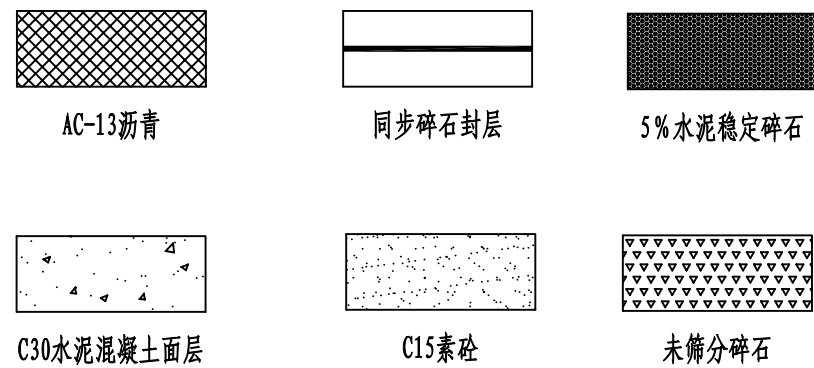 AC-13沥青
同步碎石封层
5%水泥稳定碎石
C30水泥混凝土面层
C15素砼
未筛分碎石